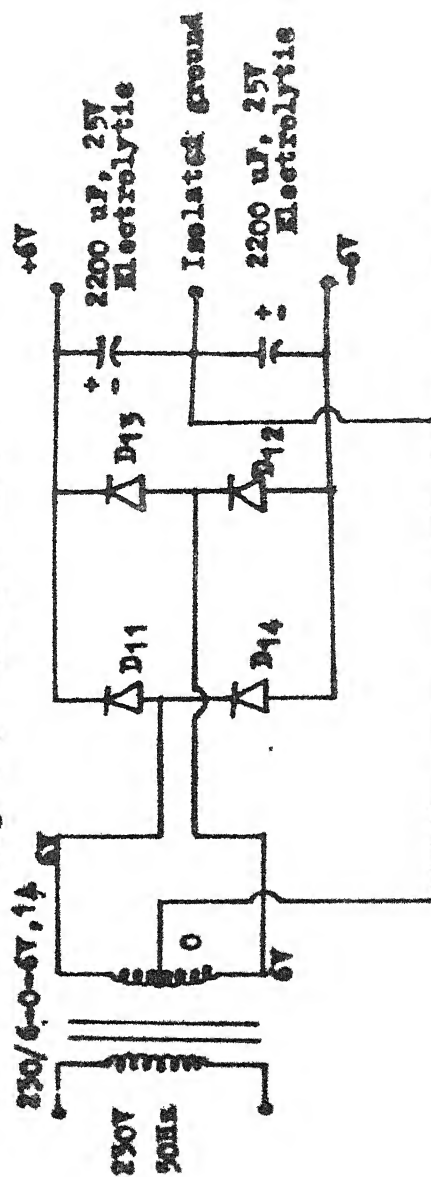 230/6-0-6V, 1A
230V
50Hz
6V
0
6V
D11
D13
D14
D12
+6V
2200 uF, 25V
Electrolytic
+
-
Isolated ground
2200 uF, 25V
Electrolytic
+
-
-6V